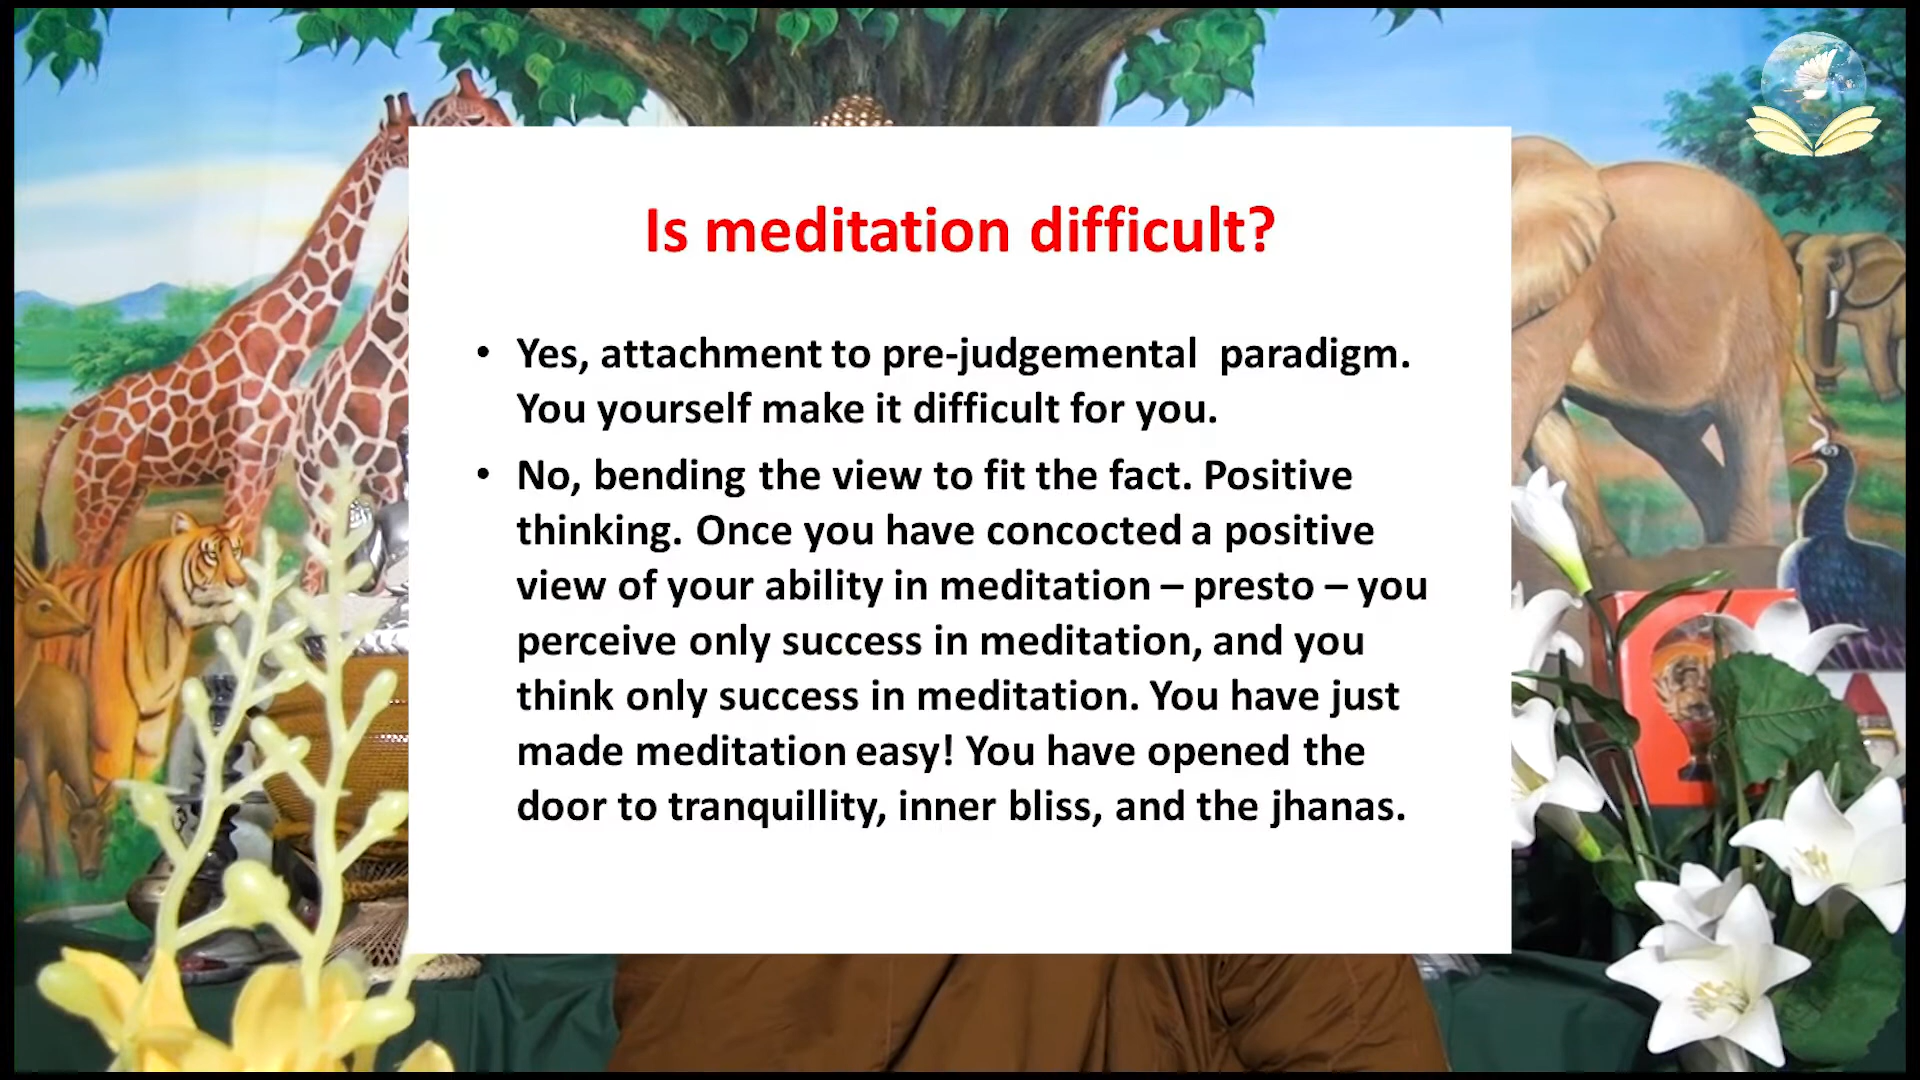 Is meditation difficult?
• Yes, attachment to pre-judgemental  paradigm.
You yourself make it difficult for you.
• No, bending the view to fit the fact. Positive
thinking. Once you have concocted a positive
view of your ability in meditation – presto – you
perceive only success in meditation, and you
think only success in meditation. You have just
made meditation easy! You have opened the
door to tranquillity, inner bliss, and the jhanas.